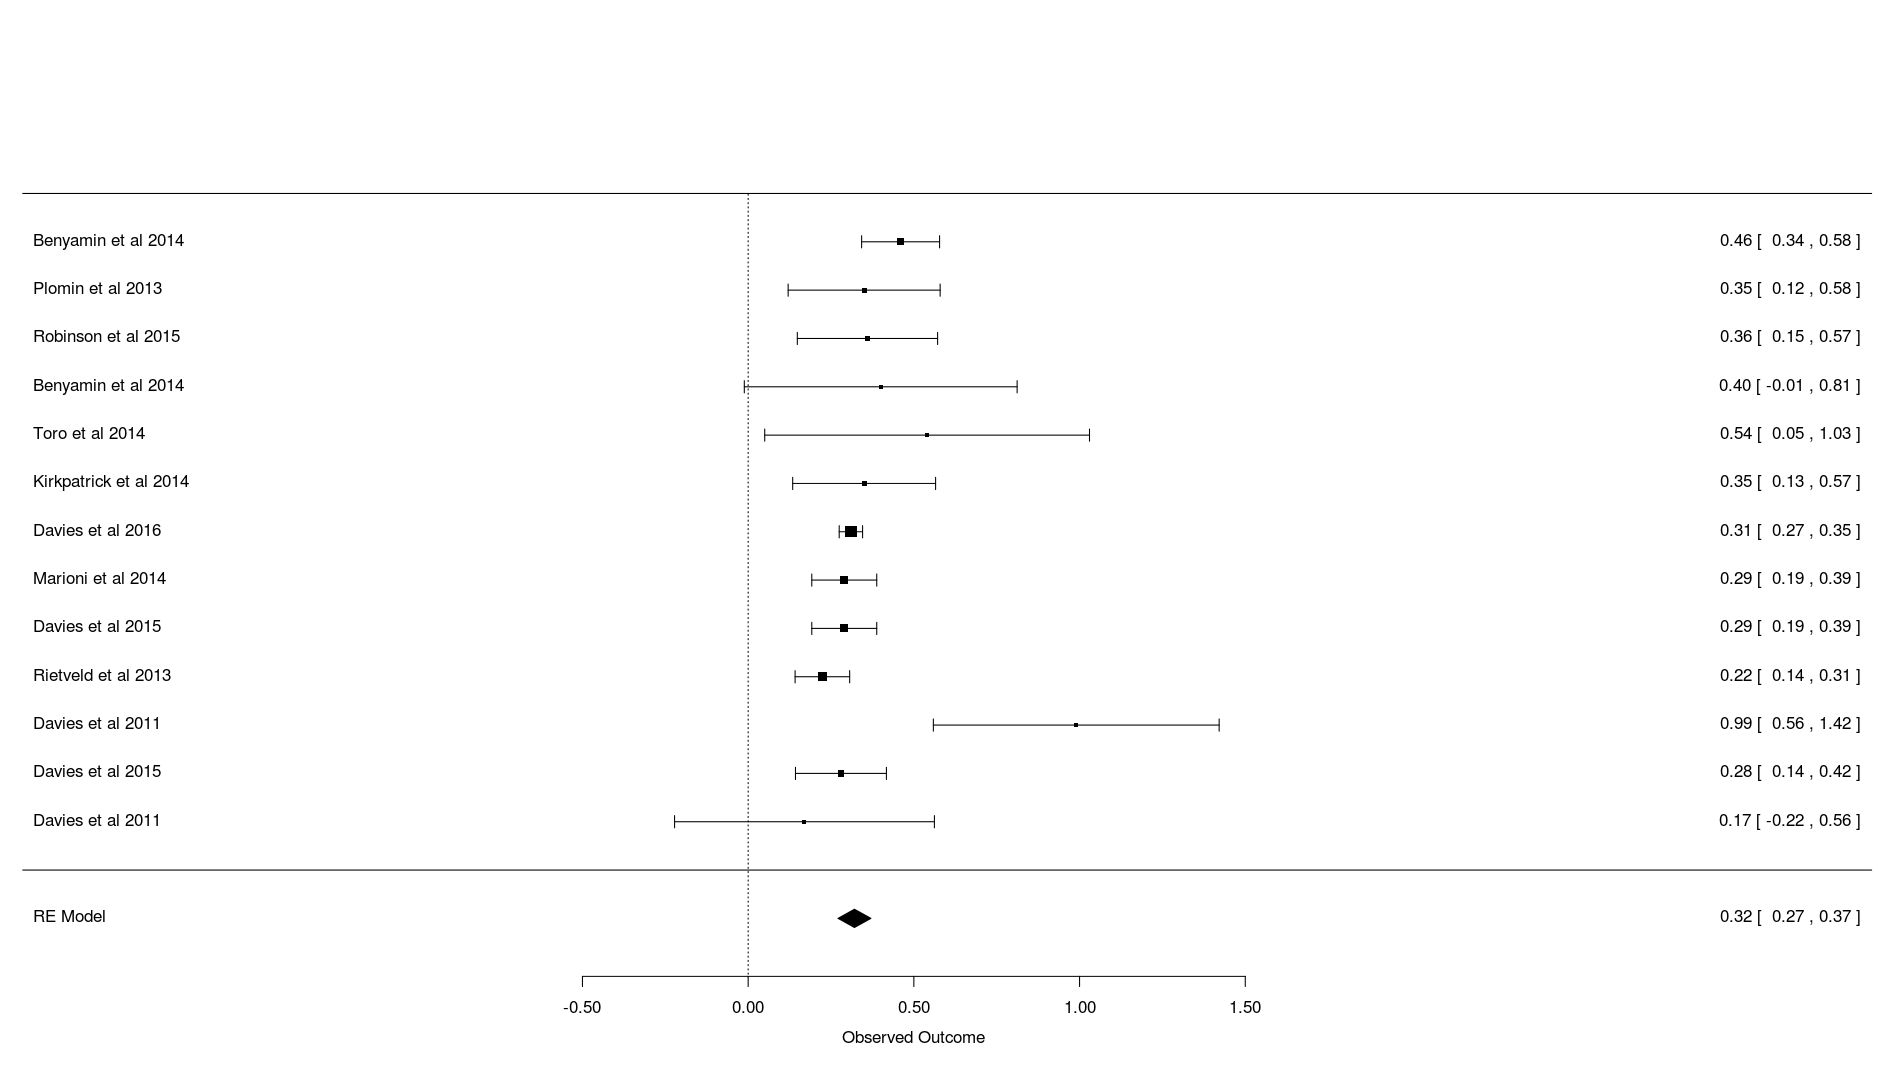 Benyamin et al 2014 0.46 [ 0.34 , 0.58 ]
Plomin et al 2013 0.35 [ 0.12 , 0.58 ]
Robinson et al 2015 0.36 [ 0.15 , 0.57 ]
Benyamin et al 2014 0.40 [ -0.01 , 0.81 ]
Toro et al 2014 0.54 [ 0.05 , 1.03 ]
Kirkpatrick et al 2014 0.35 [ 0.13 , 0.57 ]
Davies et al 2016 0.31 [ 0.27 , 0.35 ]
Marioni et al 2014 0.29 [ 0.19 , 0.39 ]
Davies et al 2015 0.29 [ 0.19 , 0.39 ]
Rietveld et al 2013 0.22 [ 0.14 , 0.31 ]
Davies et al 2011 0.99 [ 0.56 , 1.42 ]
Davies et al 2015 0.28 [ 0.14 , 0.42 ]
Davies et al 2011 0.17 [ -0.22 , 0.56 ]
RE Model 0.32 [ 0.27 , 0.37 ]
-0.50 0.00 0.50 1.00 1.50
Observed Outcome